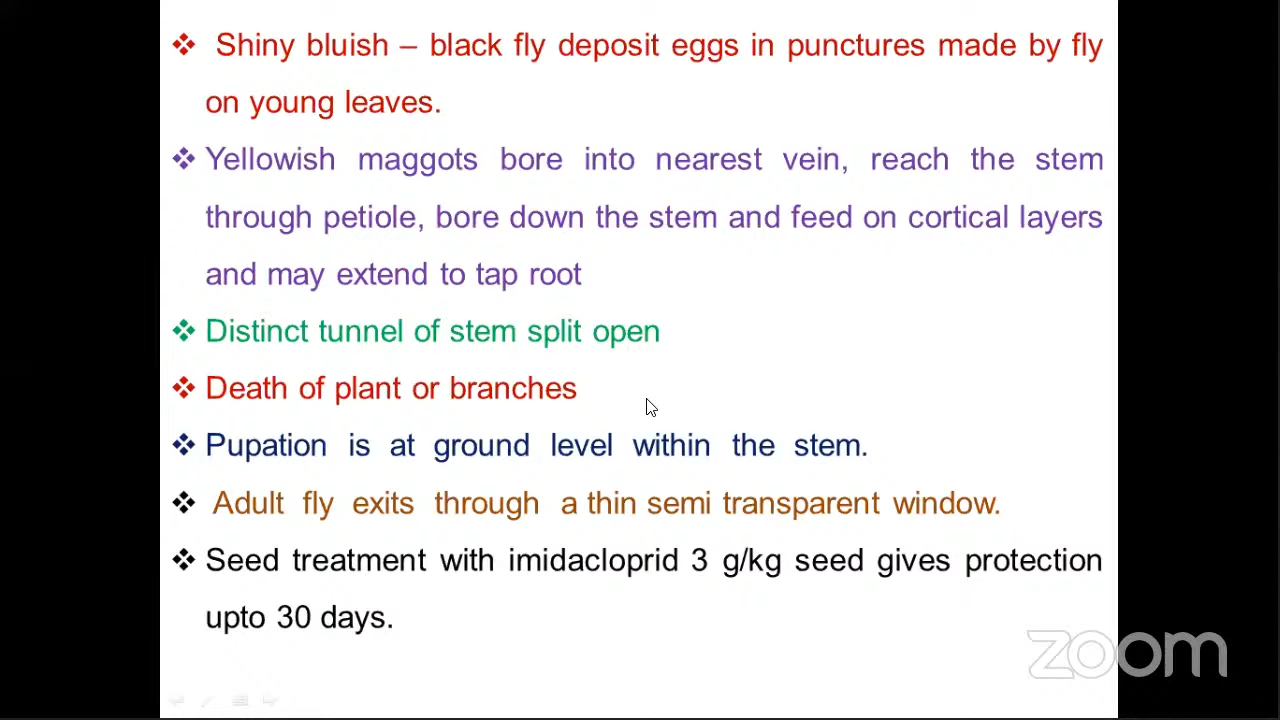 ❖ Shiny bluish – black fly deposit eggs in punctures made by fly
on young leaves.
❖ Yellowish maggots bore into nearest vein, reach the stem
through petiole, bore down the stem and feed on cortical layers
and may extend to tap root
❖ Distinct tunnel of stem split open
❖ Death of plant or branches
❖ Pupation is at ground level within the stem.
❖ Adult fly exits through a thin semi transparent window.
❖ Seed treatment with imidacloprid 3 g/kg seed gives protection
upto 30 days.
zoom